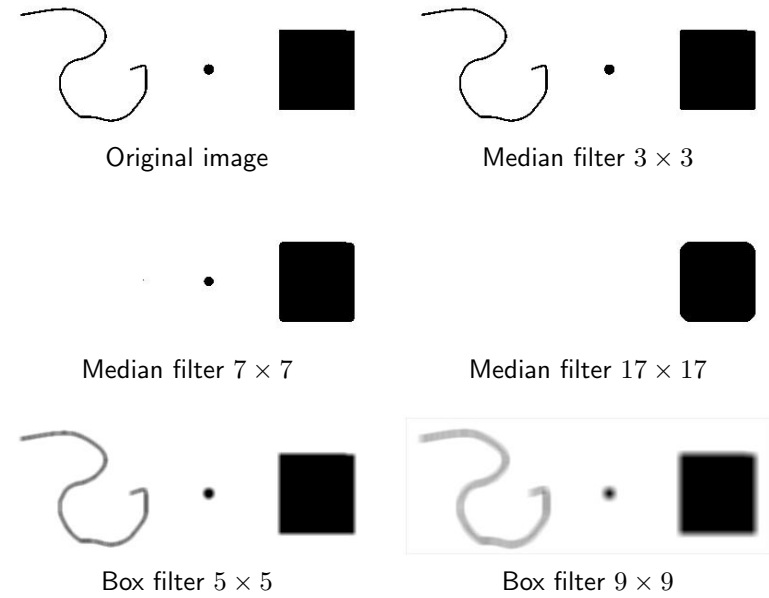 Original image
Median filter 3 × 3
Median filter 7 × 7
Median filter 17 × 17
Box filter 5 × 5
Box filter 9 × 9